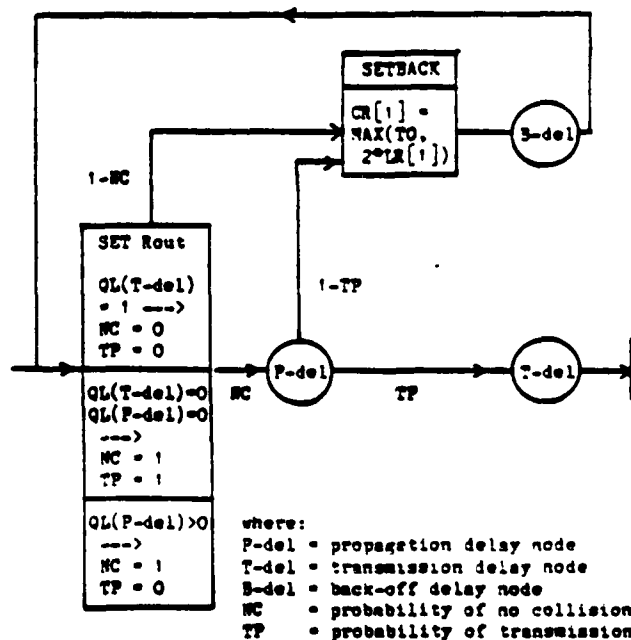 SETBACK
CR[1] =
MAX(TO,
2*LR[1])
B-del
1-NC
SET Rout
QL(T-del)
= 1 --->
NC = 0
TP = 0
1-TP
QL(T-del)=0
QL(P-del)=0
--->
NC = 1
TP = 1
NC
P-del
TP
T-del
QL(P-del)>0
--->
NC = 1
TP = 0
where:
P-del = propagation delay node
T-del = transmission delay node
B-del = back-off delay node
NC = probability of no collision
TP = probability of transmission